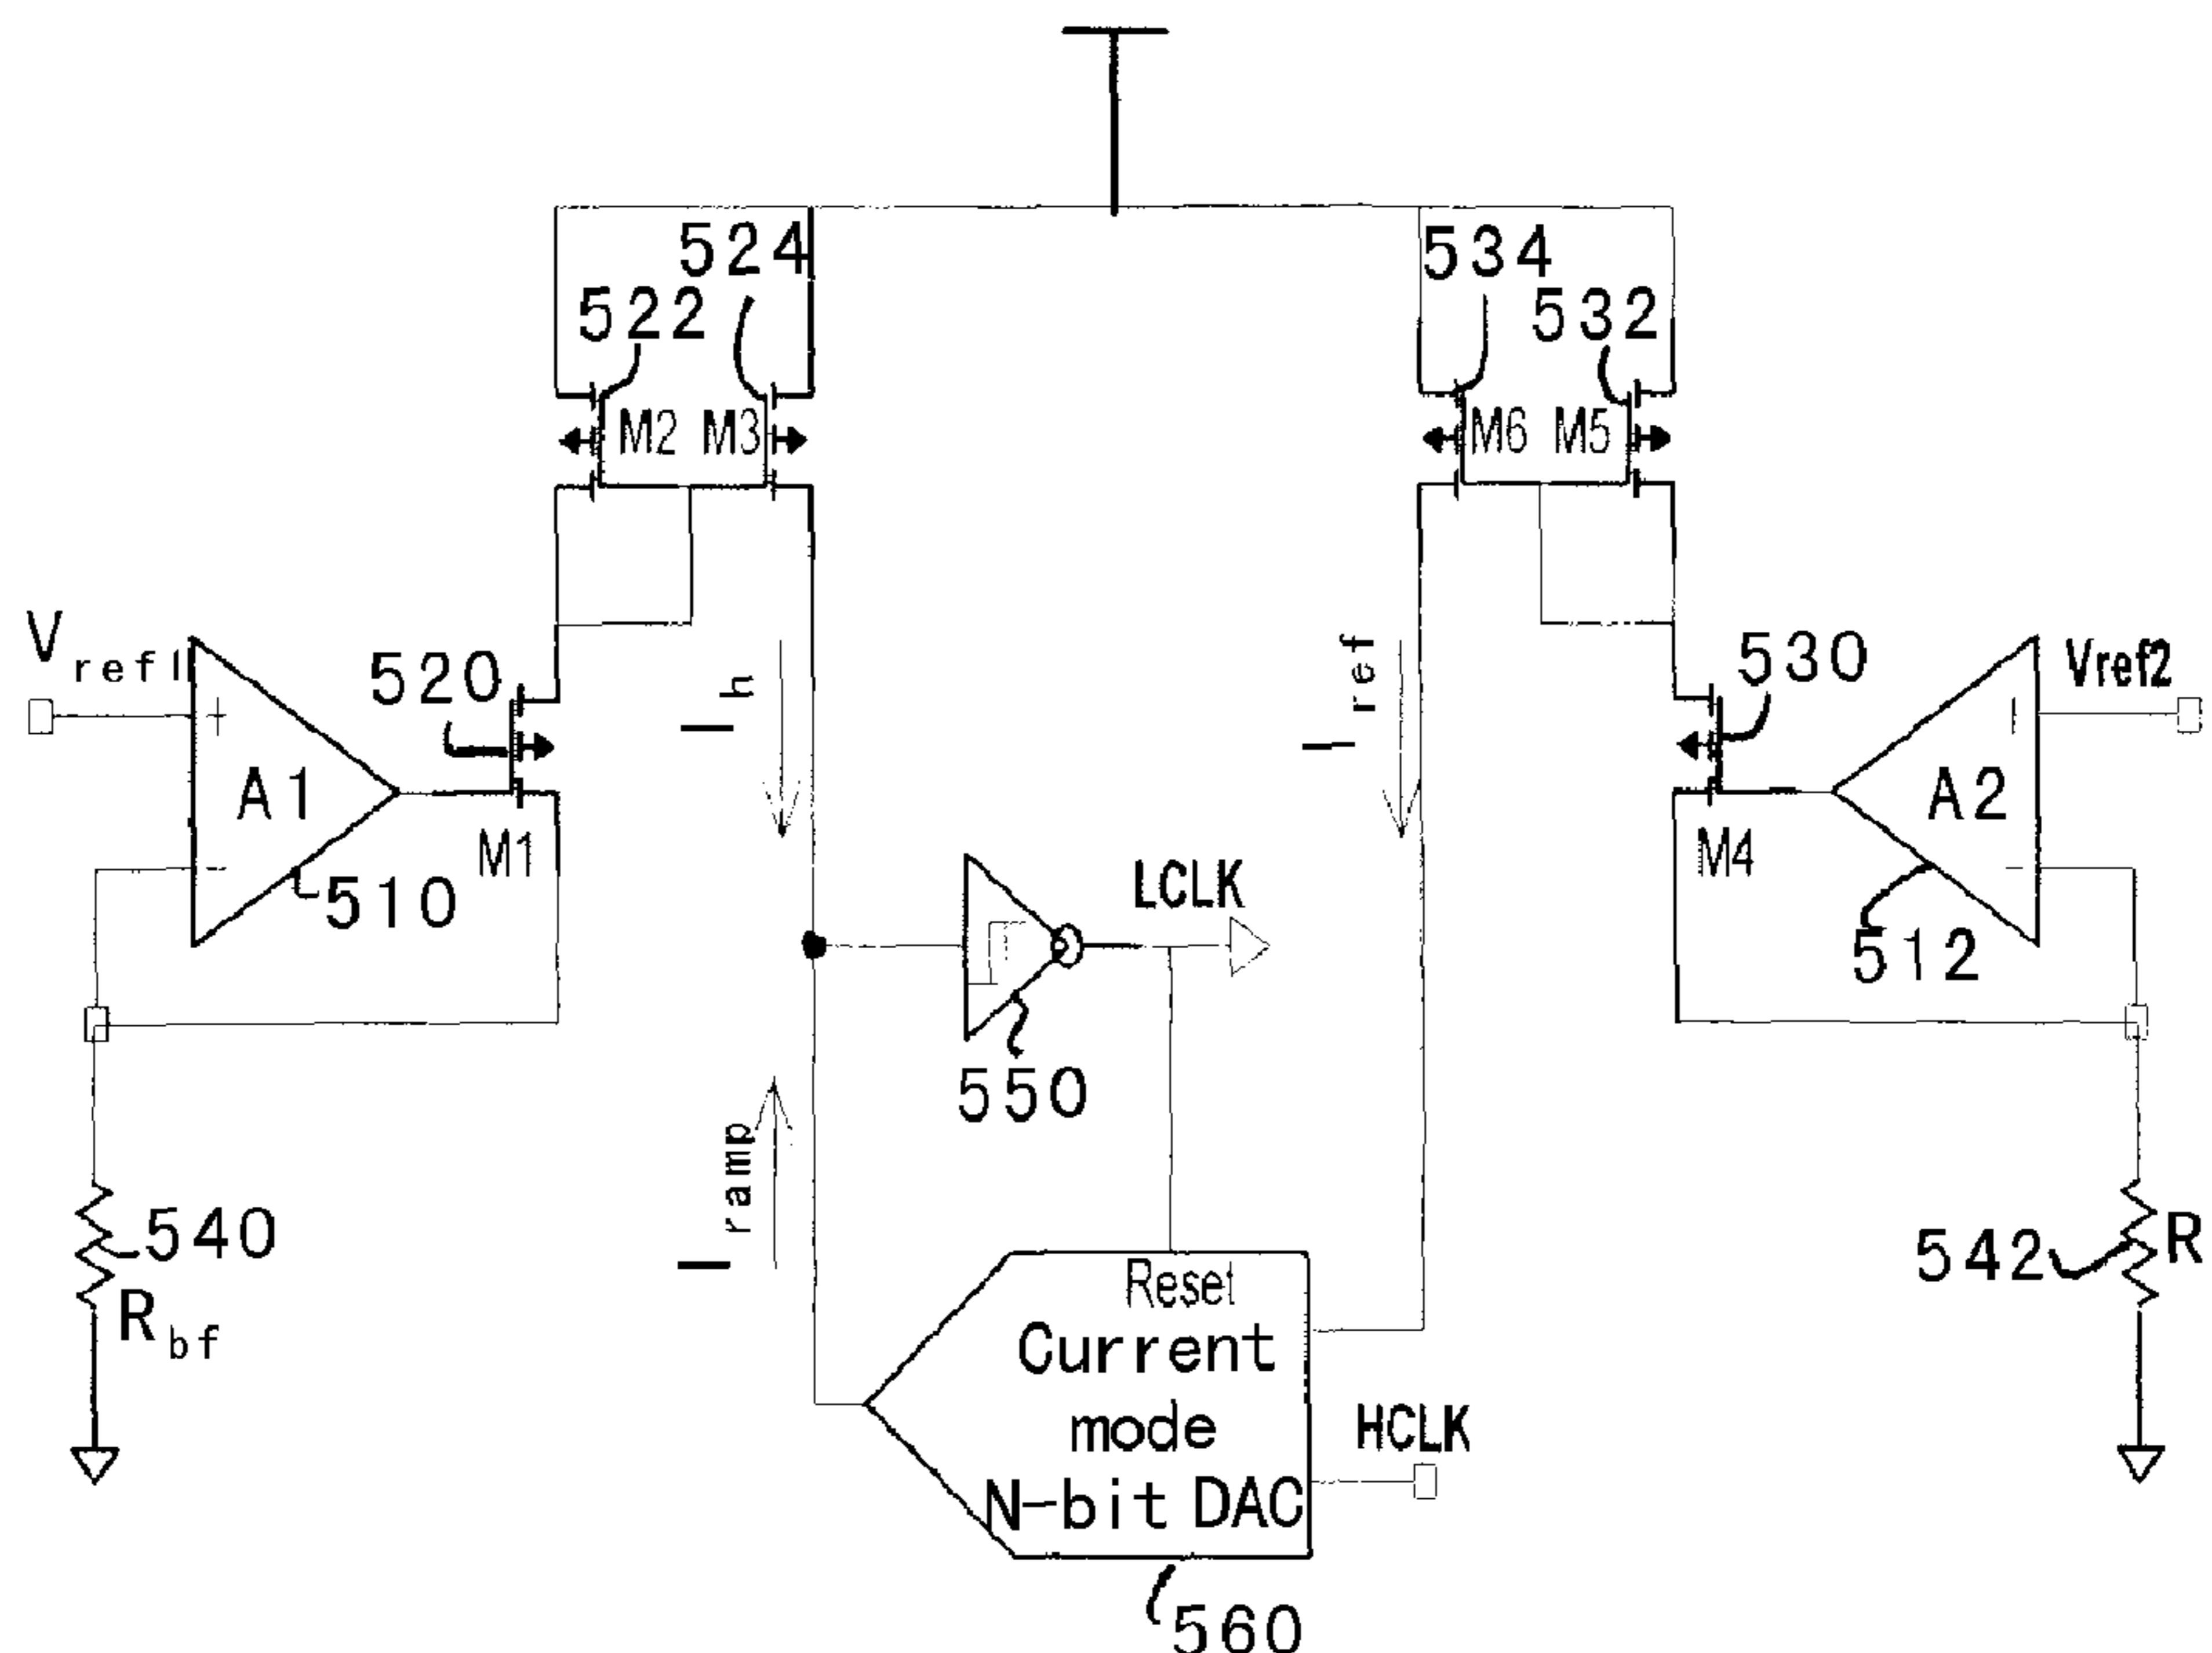 524
534
522
532
M2
M3
M6
M5
Vref1
520
Ih
Iref
530
Vref2
+
A1
A2
M1
M4
510
LCLK
512
550
Iramp
540
Rbf
542
R
Reset
Current
mode
N-bit DAC
HCLK
560